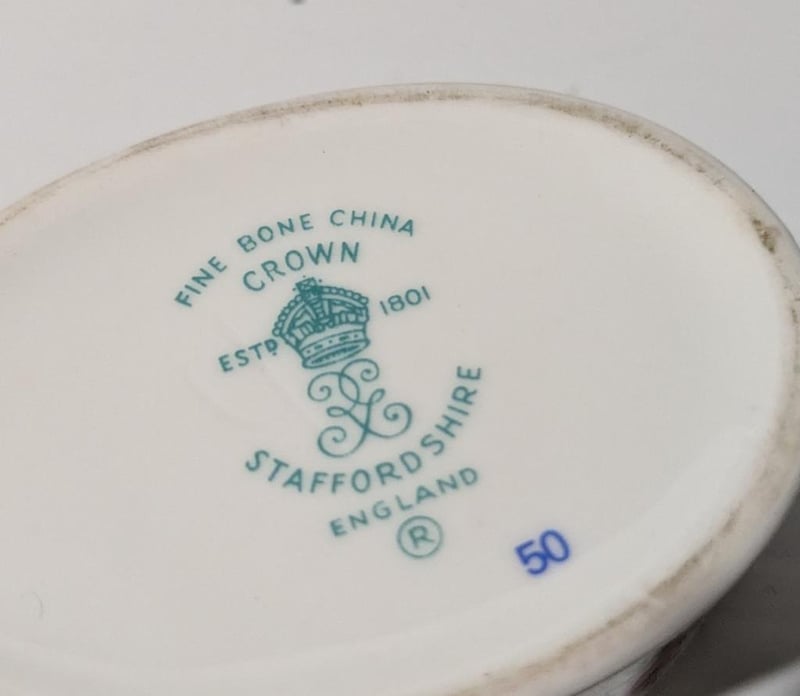 FINE BONE CHINA
CROWN
ESTD 1801
STAFFORDSHIRE
ENGLAND
®
50